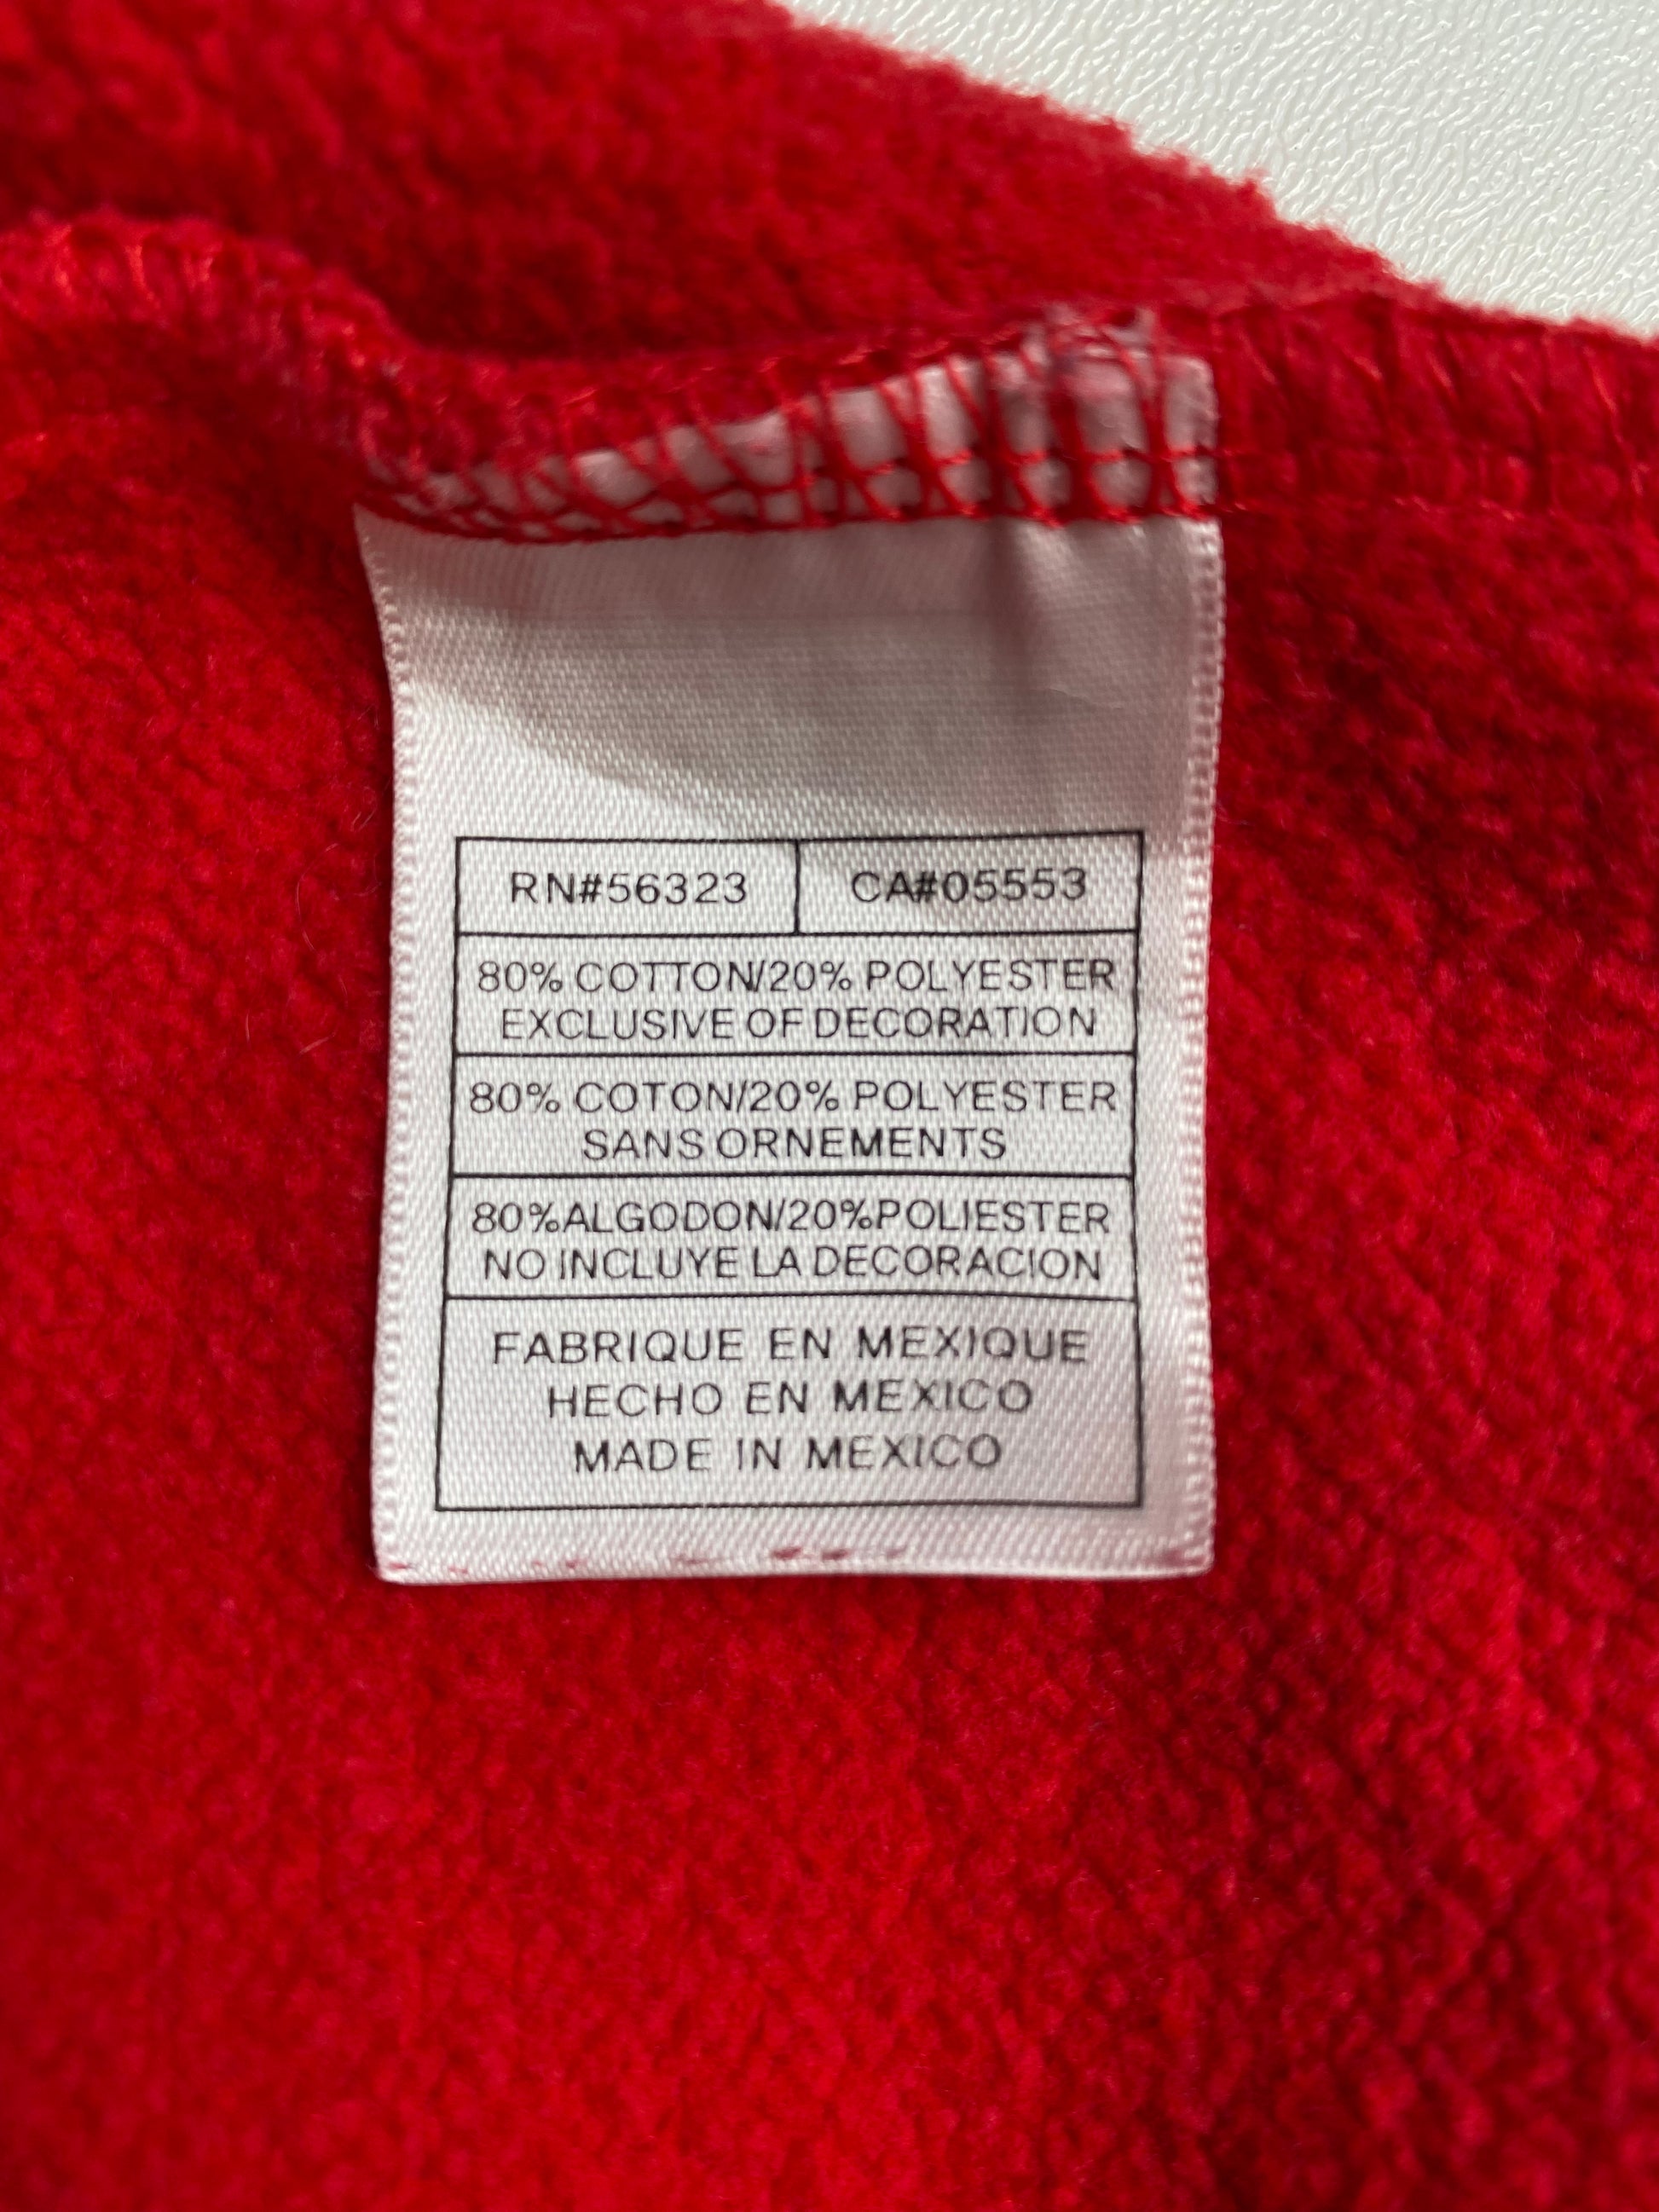 RN#56323 CA#05553
80% COTTON/20% POLYESTER
EXCLUSIVE OF DECORATION
80% COTON/20% POLYESTER
SANS ORNEMENTS
80%ALGODON/20%POLIESTER
NO INCLUYE LA DECORACION
FABRIQUE EN MEXIQUE
HECHO EN MEXICO
MADE IN MEXICO